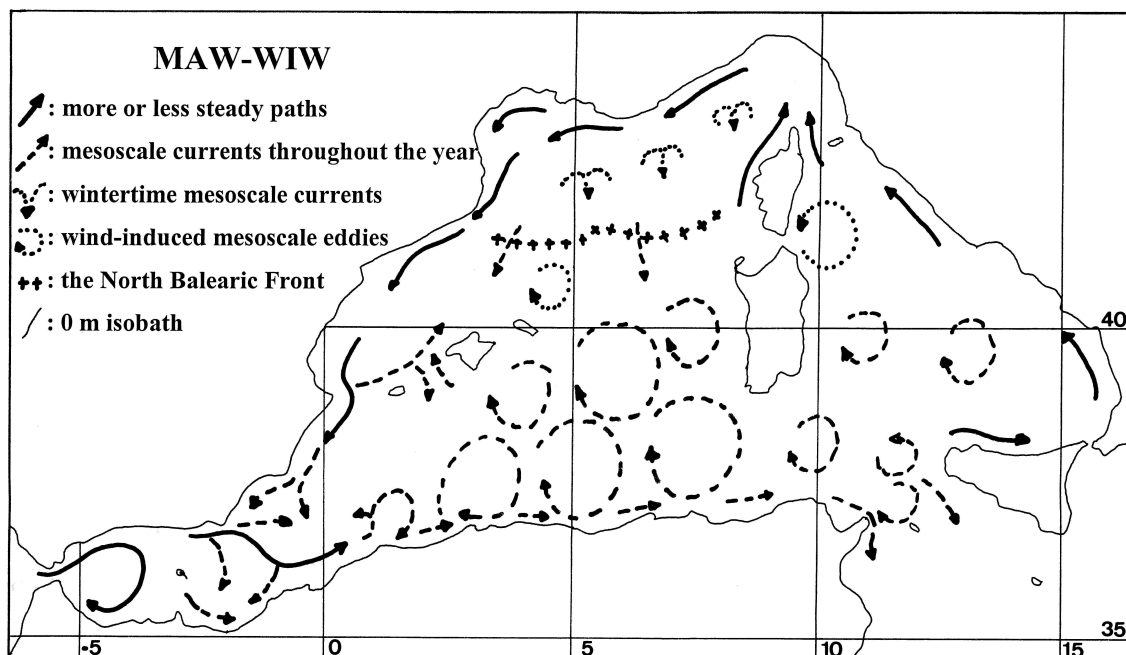 MAW-WIW
: more or less steady paths
: mesoscale currents throughout the year
: wintertime mesoscale currents
: wind-induced mesoscale eddies
: the North Balearic Front
: 0 m isobath
40
35
-5
0
5
10
15